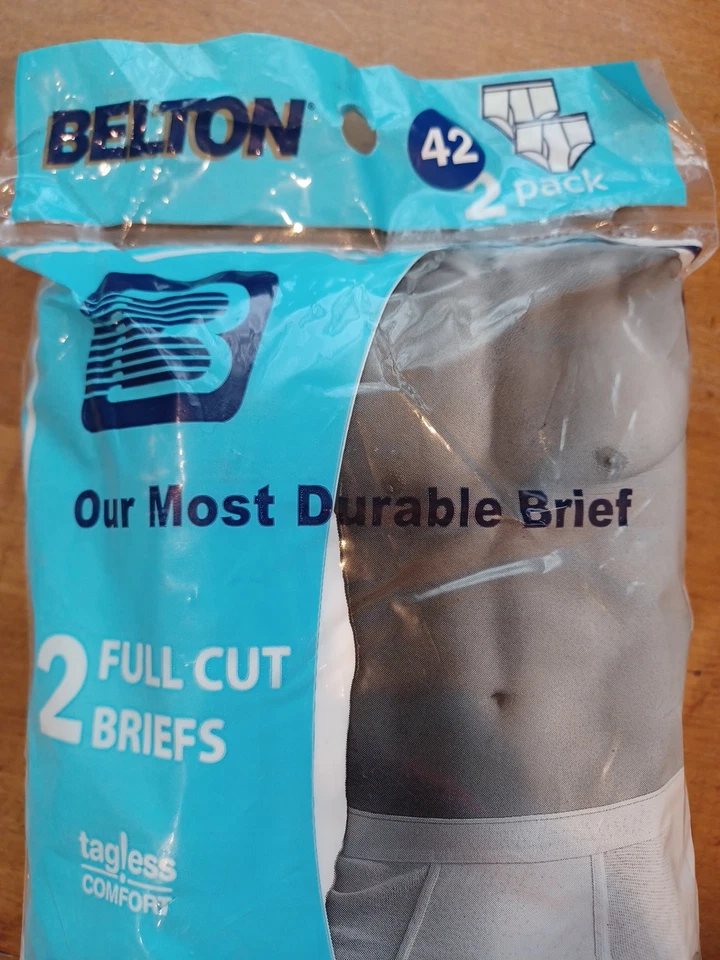 BELTON
42
2 pack
B
Our Most Durable Brief
2 FULL CUT
BRIEFS
tagless
COMFORT